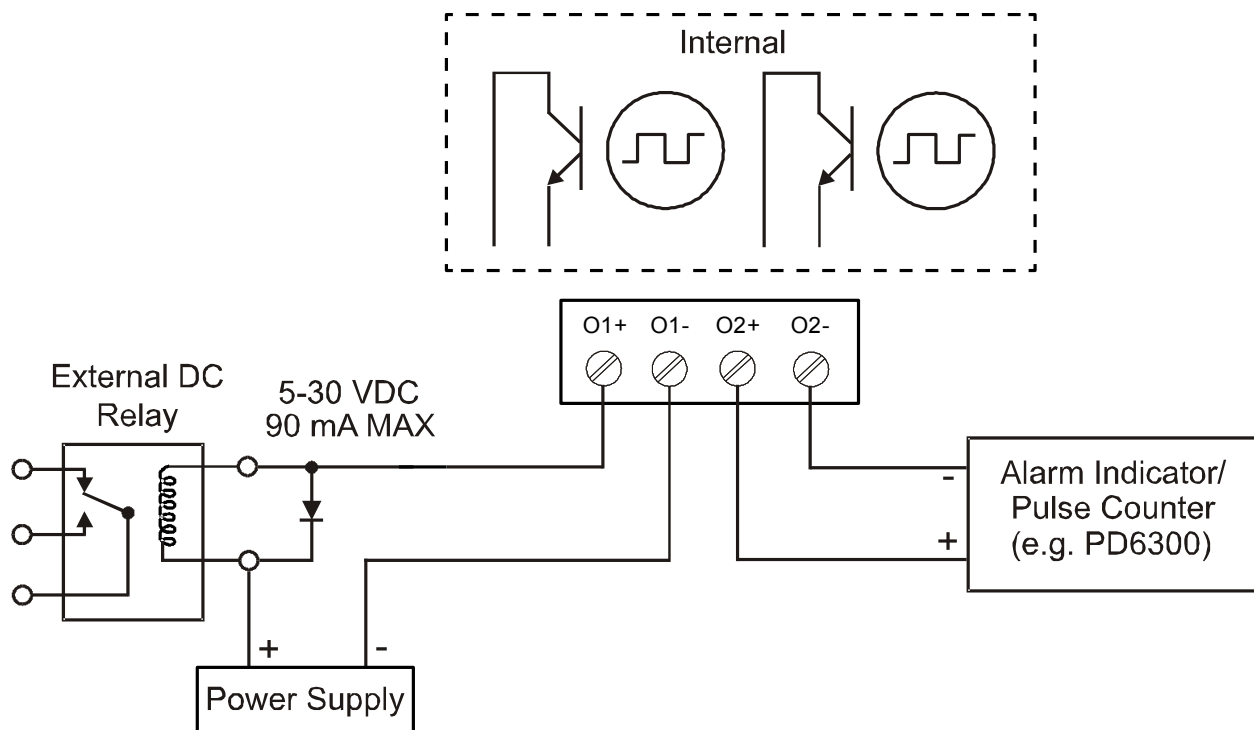 Internal
O1+ O1- O2+ O2-
External DC
Relay
5-30 VDC
90 mA MAX
-
+
Alarm Indicator/
Pulse Counter
(e.g. PD6300)
+ -
Power Supply